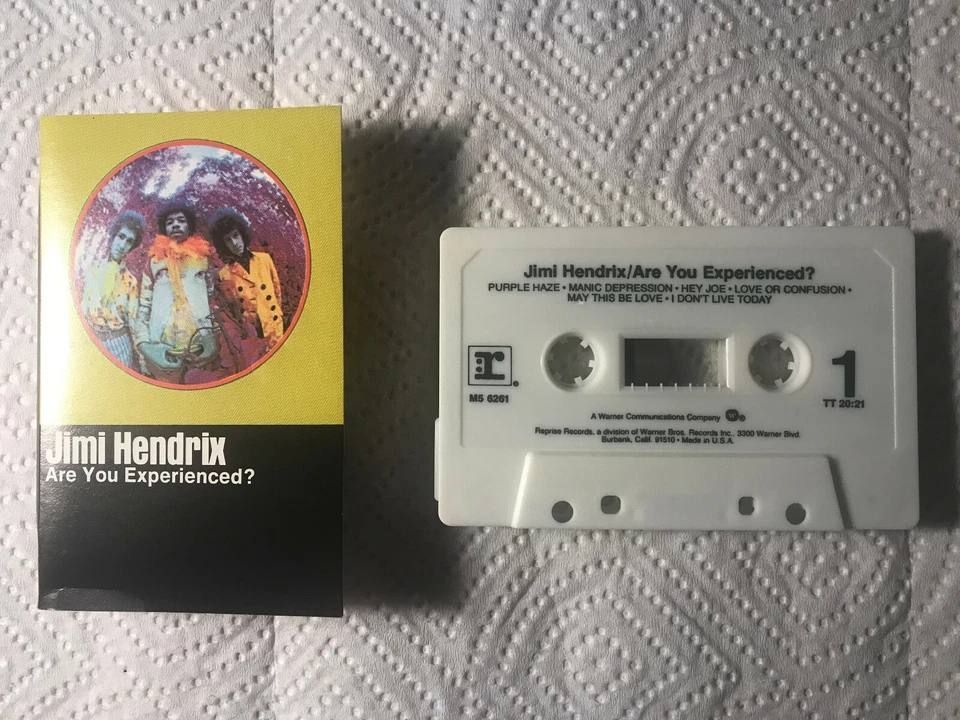 Jimi Hendrix
Are You Experienced?
Jimi Hendrix/Are You Experienced?
PURPLE HAZE • MANIC DEPRESSION • HEY JOE • LOVE OR CONFUSION •
MAY THIS BE LOVE • I DON'T LIVE TODAY
r
M5 6261
1
TT 20:21
A Warner Communications Company
Reprise Records, a division of Warner Bros. Records Inc., 3300 Warner Blvd.
Burbank, Calif. 91510 • Made in U.S.A.